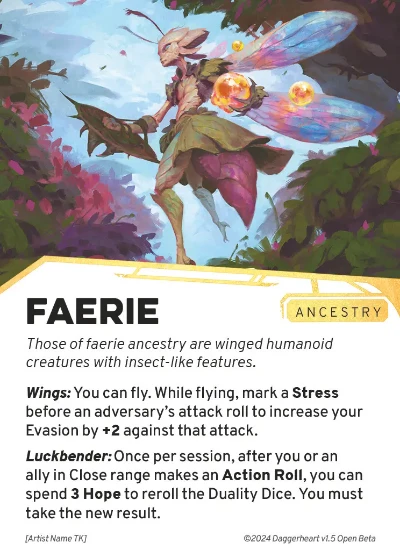 FAERIE
ANCESTRY
Those of faerie ancestry are winged humanoid
creatures with insect-like features.
Wings: You can fly. While flying, mark a Stress
before an adversary's attack roll to increase your
Evasion by +2 against that attack.
Luckbender: Once per session, after you or an
ally in Close range makes an Action Roll, you can
spend 3 Hope to reroll the Duality Dice. You must
take the new result.
[Artist Name TK]
©2024 Daggerheart v1.5 Open Beta